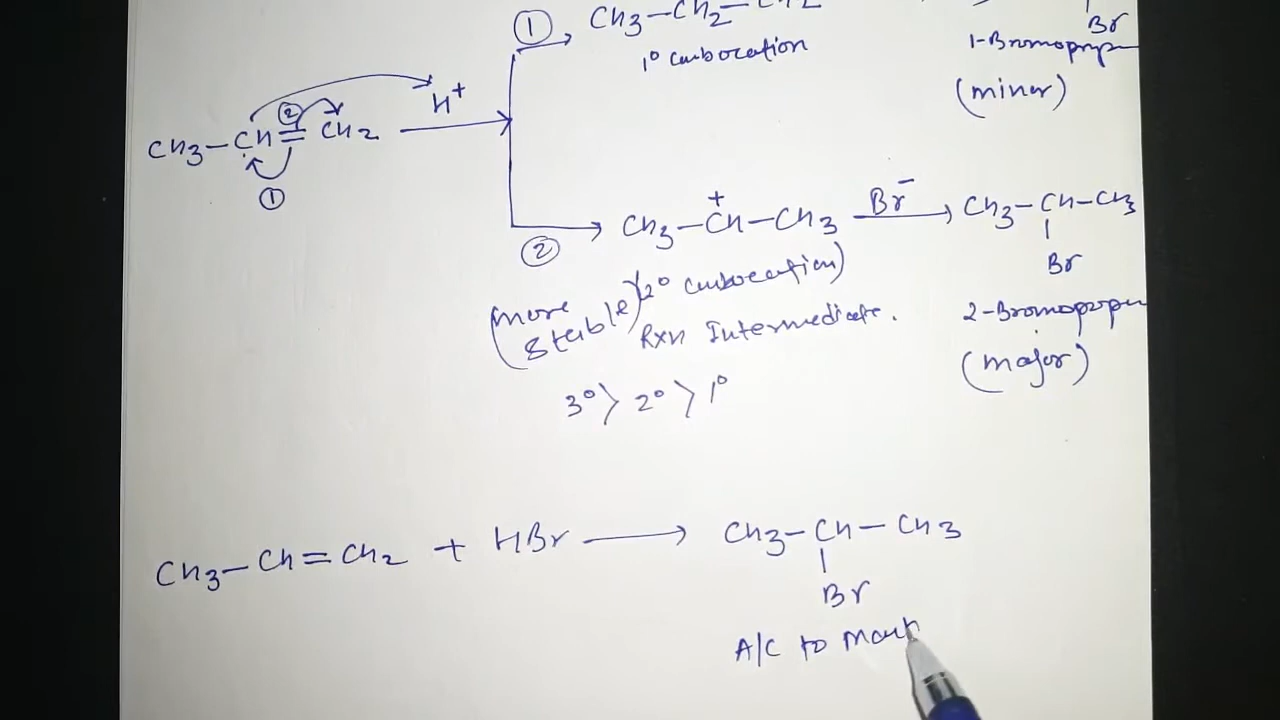 ① CH3-CH2-CH2
1° carbocation
Br
1-Bromoprop
(minor)
CH3-CH=CH2 H+
②
①
② CH3-CH-CH3 Br- CH3-CH-CH3
+
Br
(more stable) (2° carbocation)
Rxn Intermediate.
2-Bromoprop
(major)
3° > 2° > 1°
CH3-CH=CH2 + HBr → CH3-CH-CH3
Br
A/C to Mark